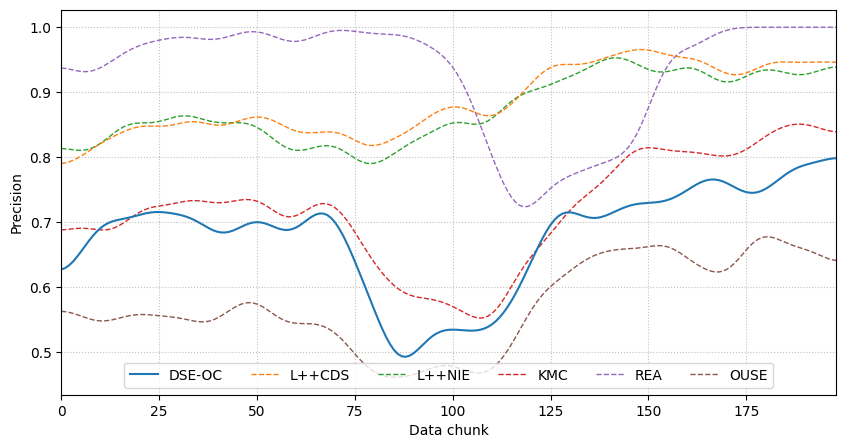 1.0
0.9
0.8
0.7
0.6
0.5
Precision
0 25 50 75 100 125 150 175
Data chunk
DSE-OC L++CDS L++NIE KMC REA OUSE